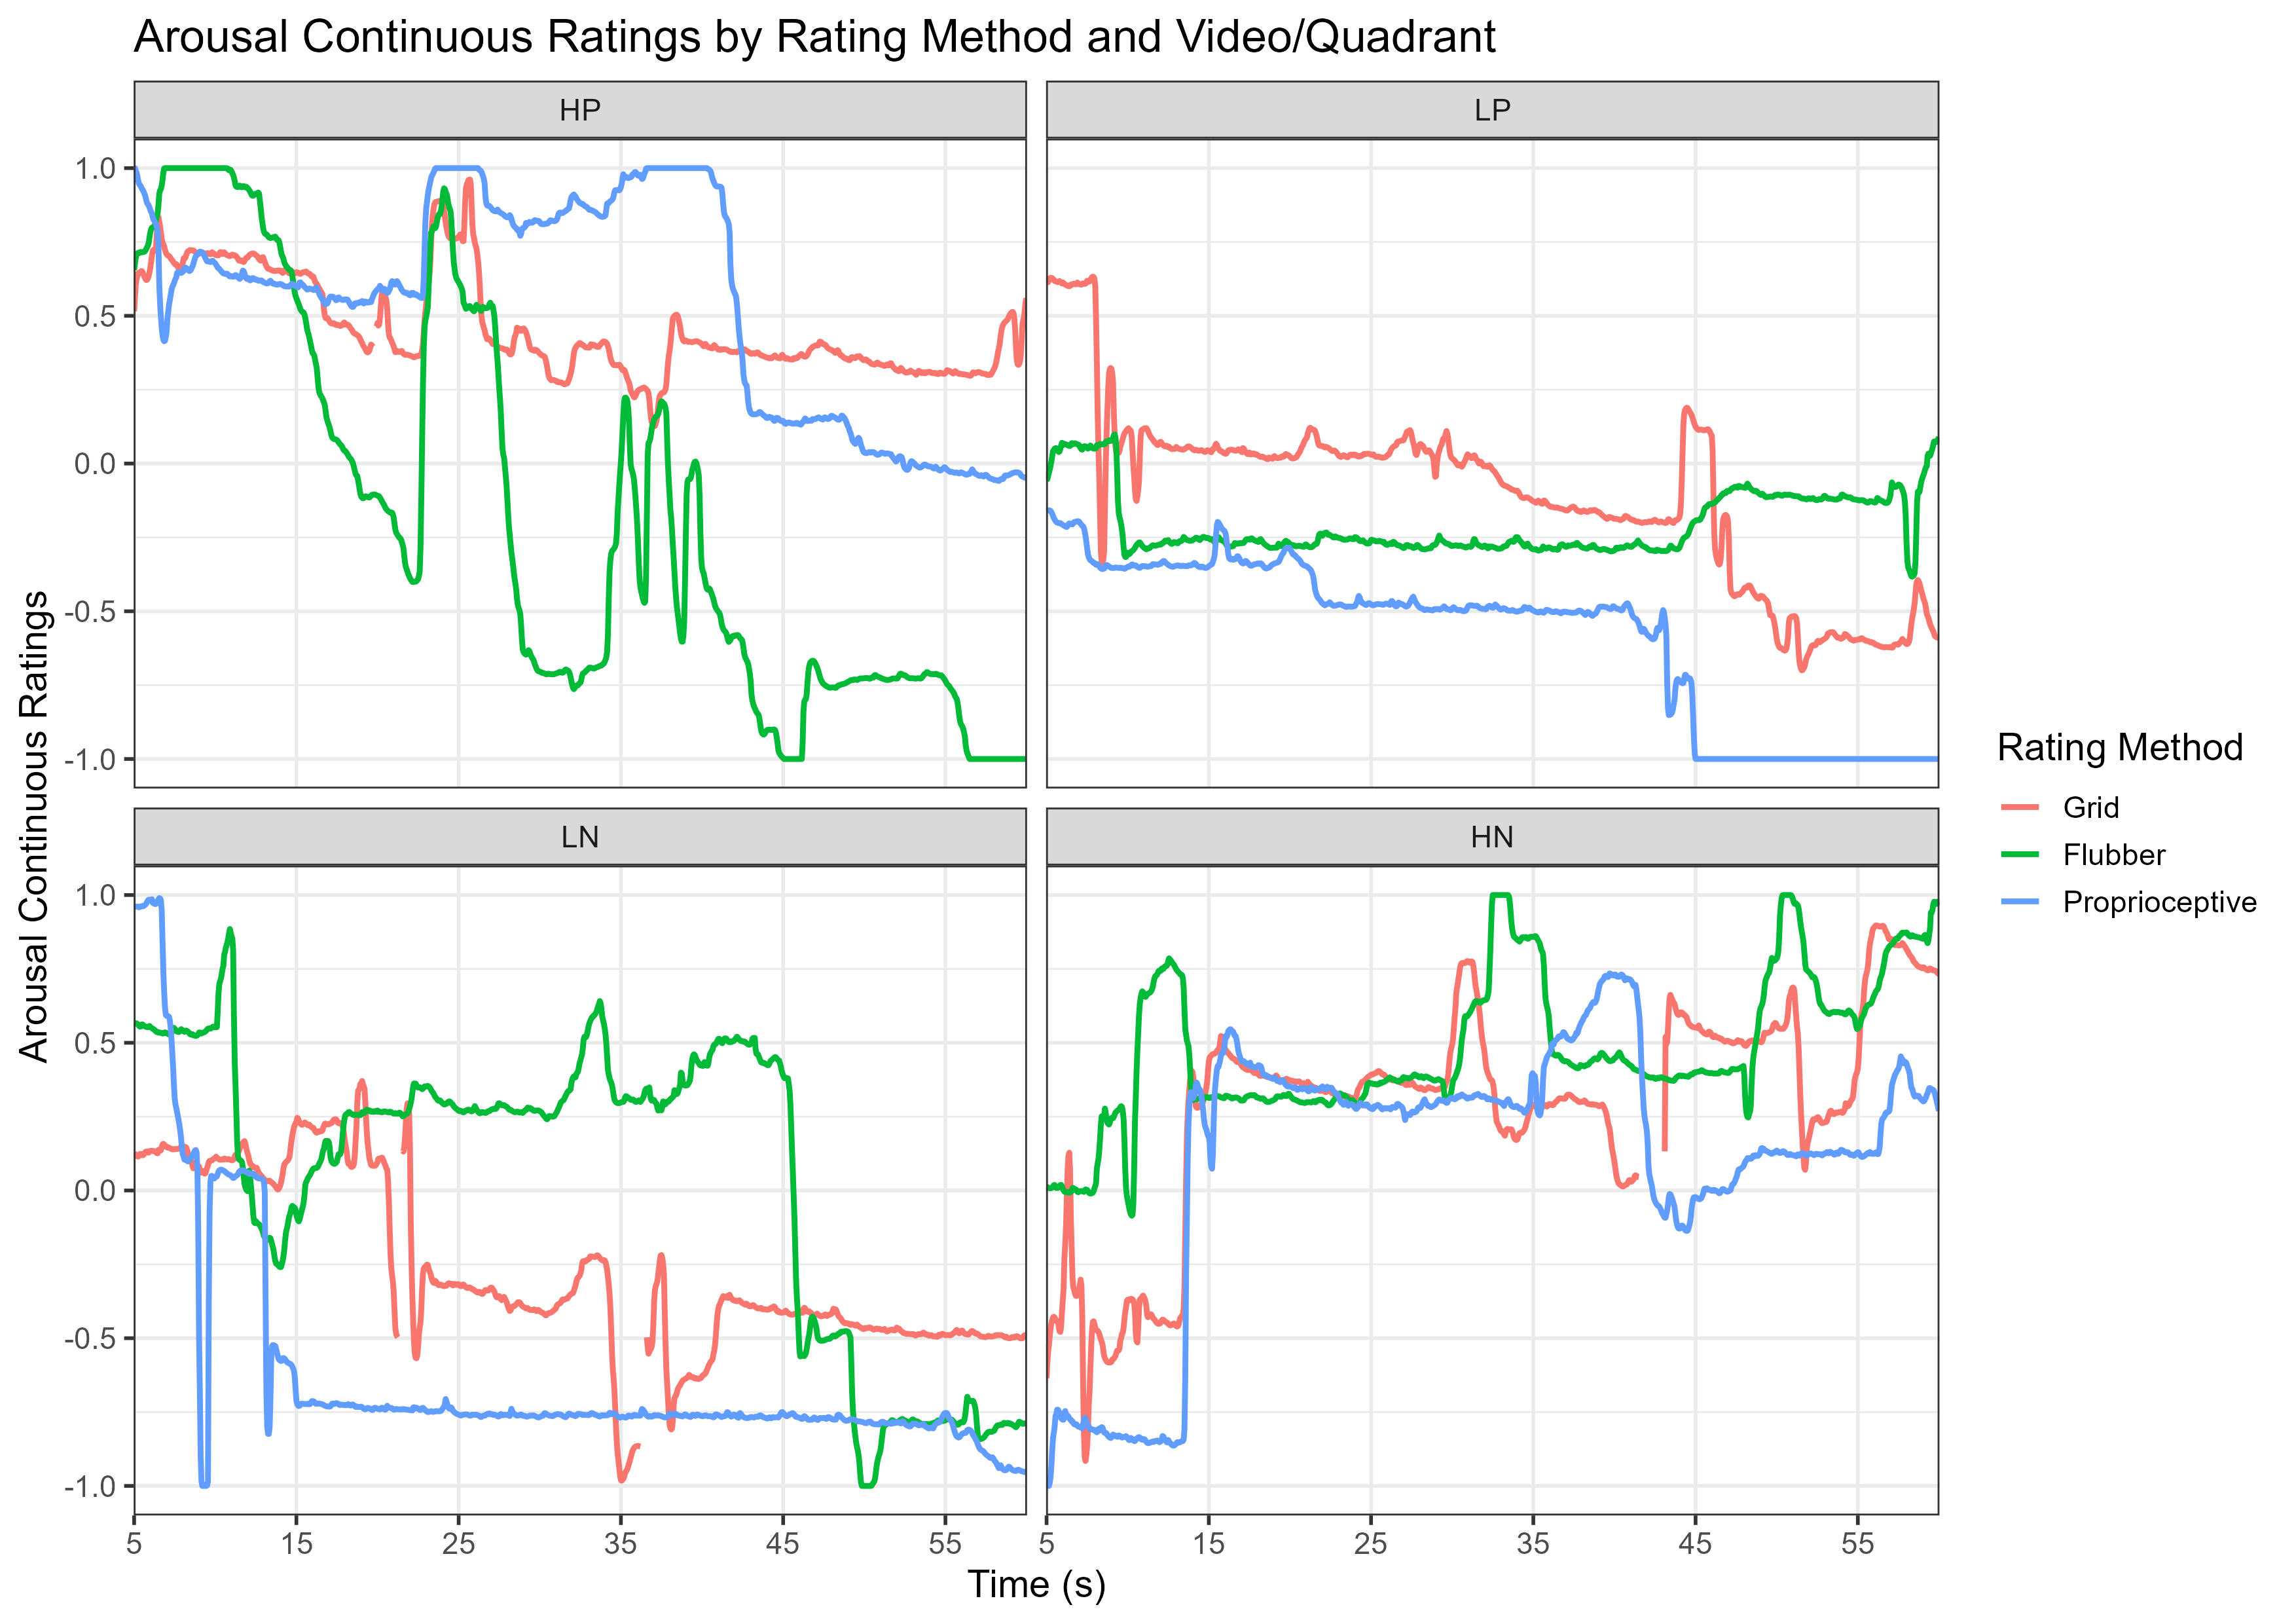 Arousal Continuous Ratings by Rating Method and Video/Quadrant
HP
LP
1.0
0.5
0.0
-0.5
-1.0
LN
HN
1.0
0.5
0.0
-0.5
-1.0
5 15 25 35 45 55
5 15 25 35 45 55
Time (s)
Arousal Continuous Ratings
Rating Method
Grid
Flubber
Proprioceptive